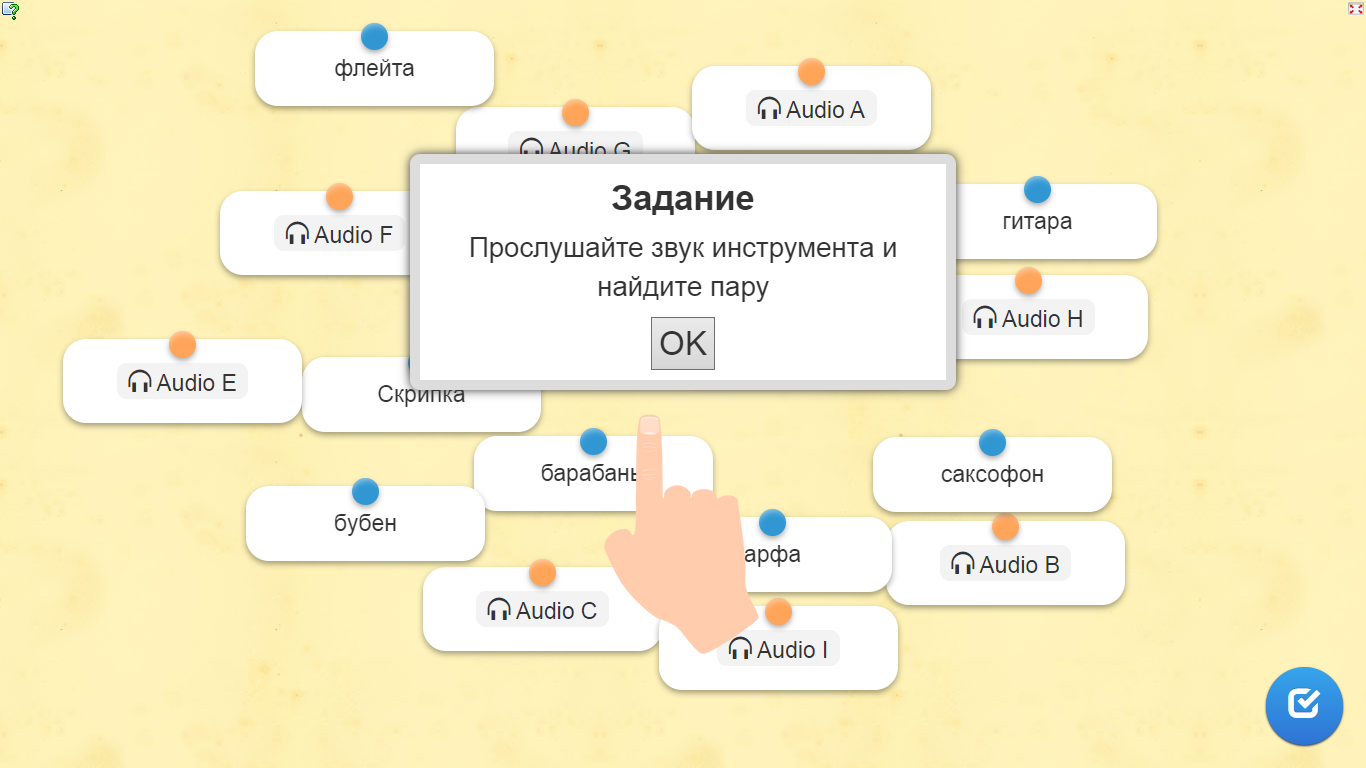 флейта
Audio A
Audio G
Задание
Прослушайте звук инструмента и
найдите пару
OK
Audio F
гитара
Audio H
Audio E
Скрипка
барабаны
саксофон
бубен
арфа
Audio B
Audio C
Audio I